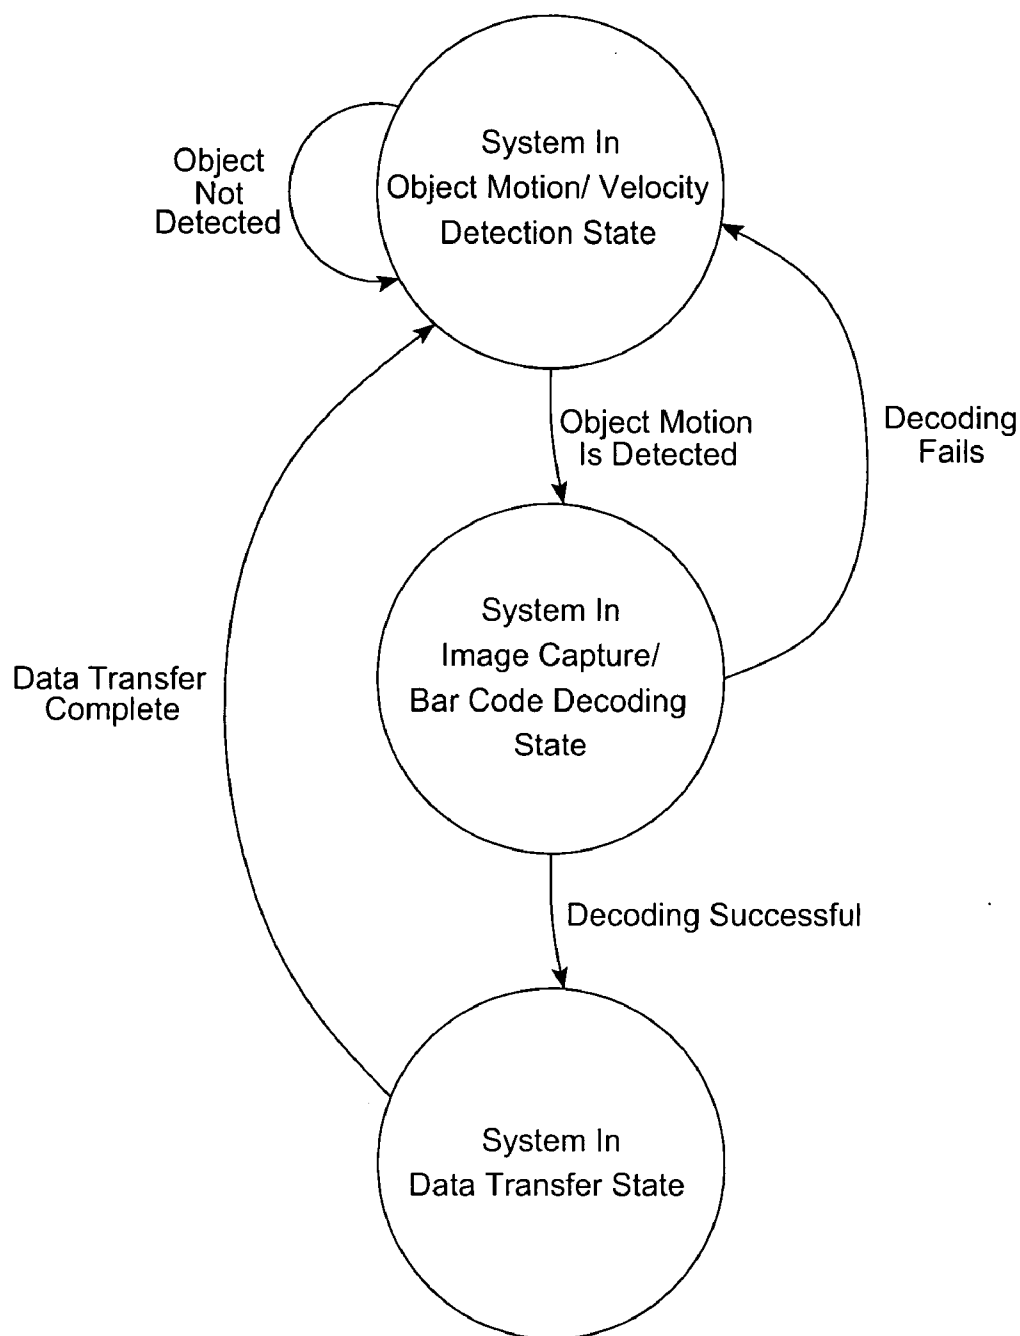 System In
Object Motion/ Velocity
Detection State
Object
Not
Detected
Object Motion
Is Detected
Decoding
Fails
System In
Image Capture/
Bar Code Decoding
State
Data Transfer
Complete
Decoding Successful
System In
Data Transfer State